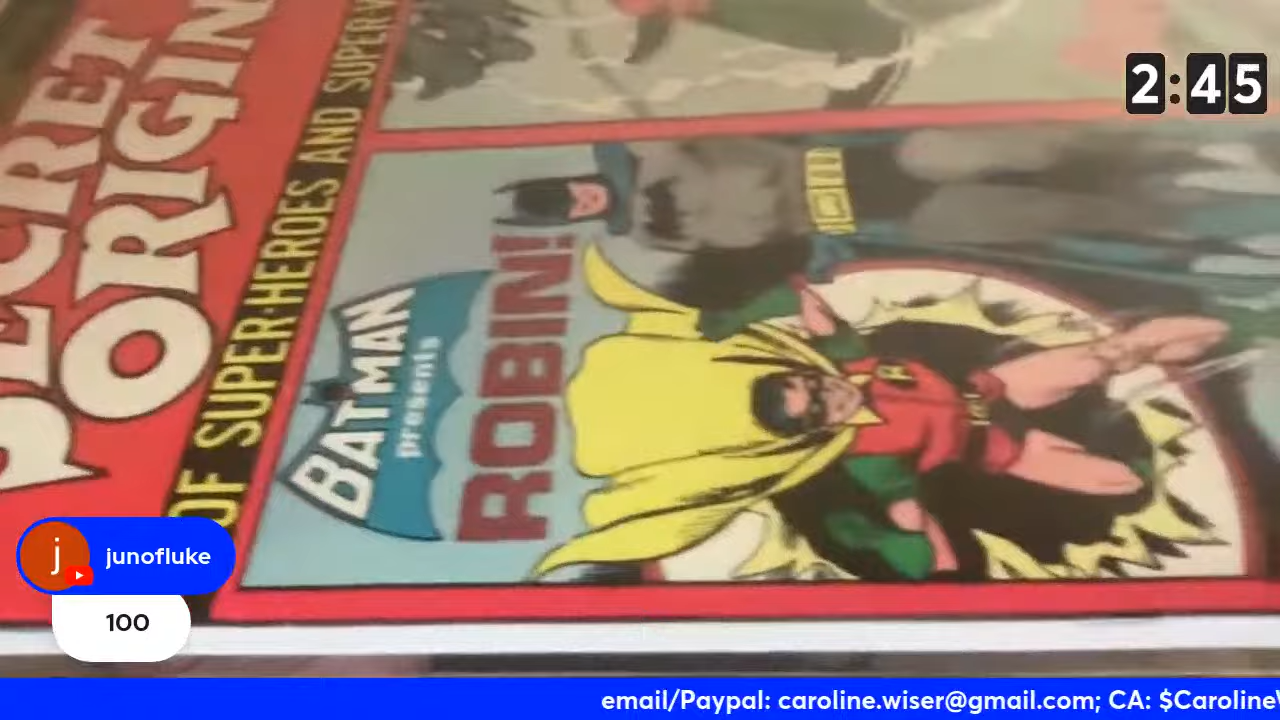 2:45
SECRET
ORIGIN
OF SUPER-HEROES AND SUPER-V
BATMAN
presents
ROBIN!
R
j junofluke
100
email/Paypal: caroline.wiser@gmail.com; CA: $Caroline